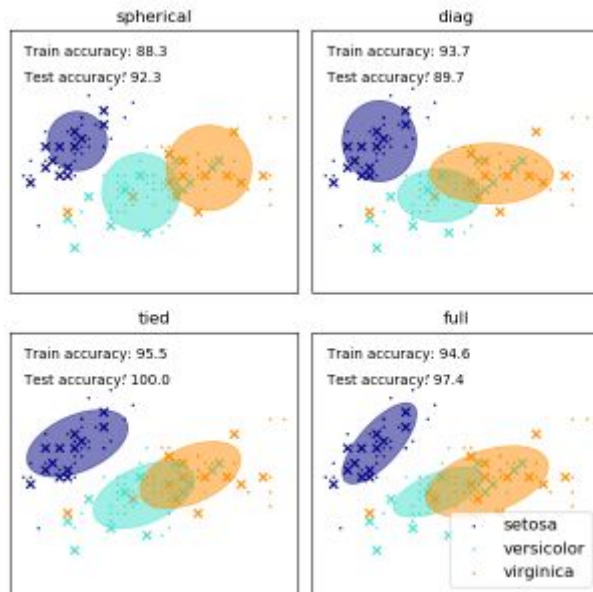 spherical
Train accuracy: 88.3
Test accuracy: 92.3
diag
Train accuracy: 93.7
Test accuracy: 89.7
tied
Train accuracy: 95.5
Test accuracy: 100.0
full
Train accuracy: 94.6
Test accuracy: 97.4
setosa
versicolor
virginica